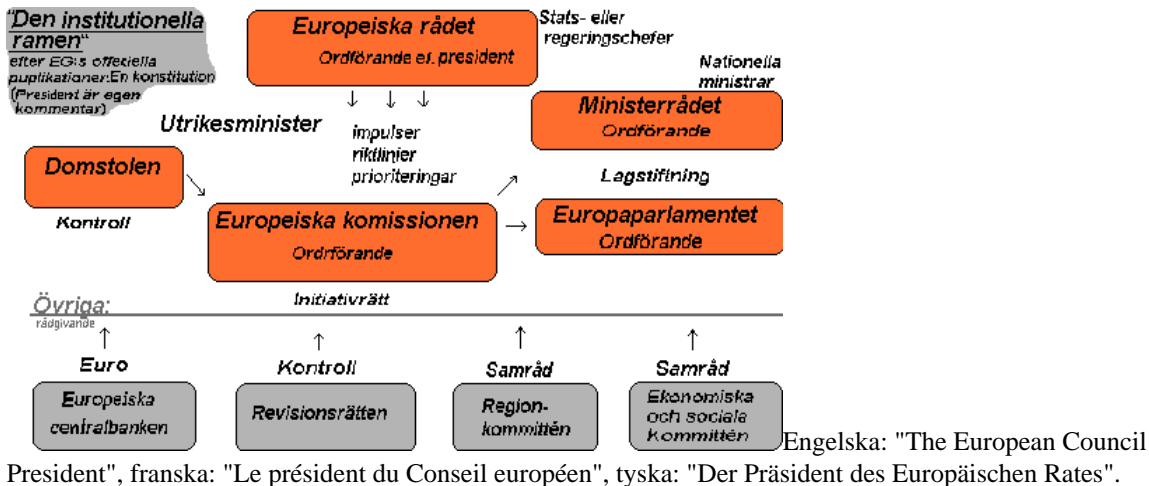 "Den institutionella
ramen"
efter EG:s offeciella
puplikationer:En konstitution
(President är egen
kommentar)
Europeiska rådet
Ordförande el. president
Stats- eller
regeringschefer
Nationella
ministrar
Utrikesminister
impulser
riktlinjer
prioriteringar
Ministerrådet
Ordförande
Domstolen
Kontroll
Lagstiftning
Europeiska komissionen
Ordrförande
Europaparlamentet
Ordförande
Initiativrätt
Övriga:
rådgivande
Euro
Kontroll
Samråd
Samråd
Europeiska
centralbanken
Revisionsrätten
Region-
kommittén
Ekonomiska
och sociala
Kommittén
Engelska: "The European Council
President", franska: "Le président du Conseil européen", tyska: "Der Präsident des Europäischen Rates".